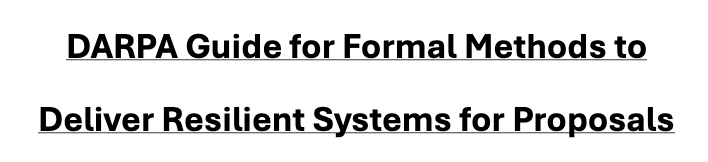 DARPA Guide for Formal Methods to
Deliver Resilient Systems for Proposals